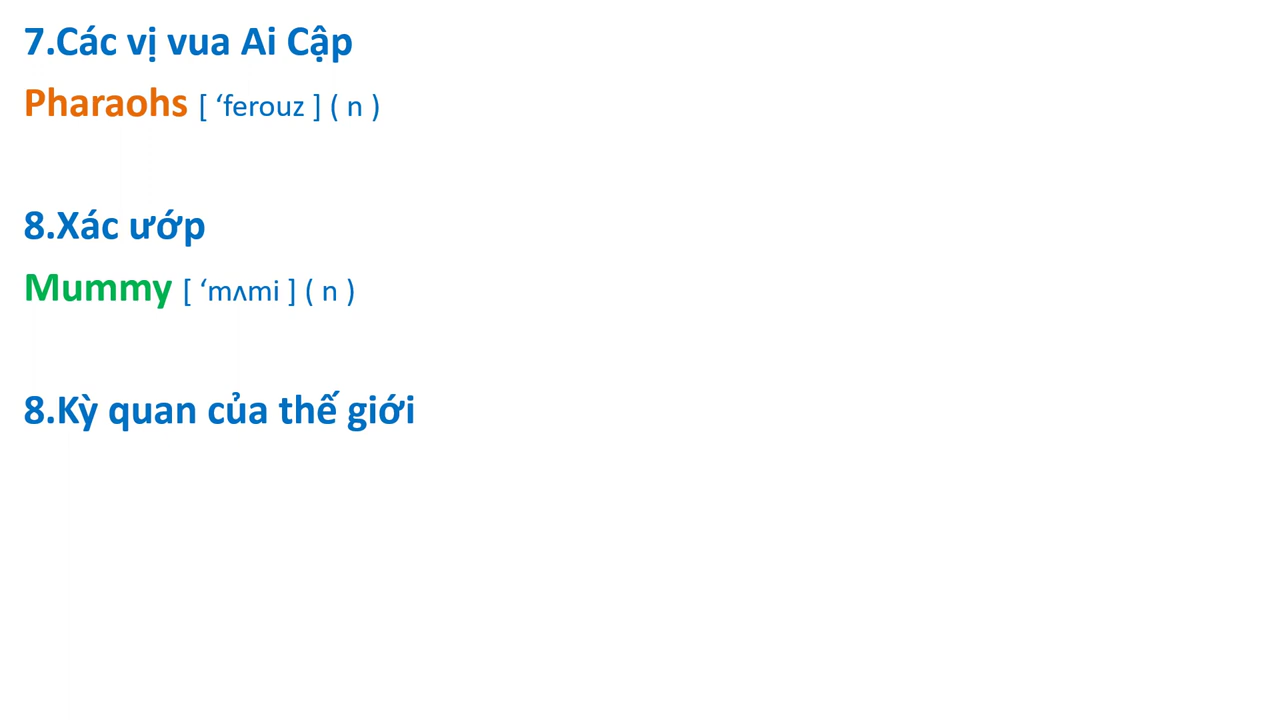 7.Các vị vua Ai Cập
Pharaohs [ ‘ferouz ] ( n )
8.Xác ướp
Mummy [ ‘mʌmi ] ( n )
8.Kỳ quan của thế giới